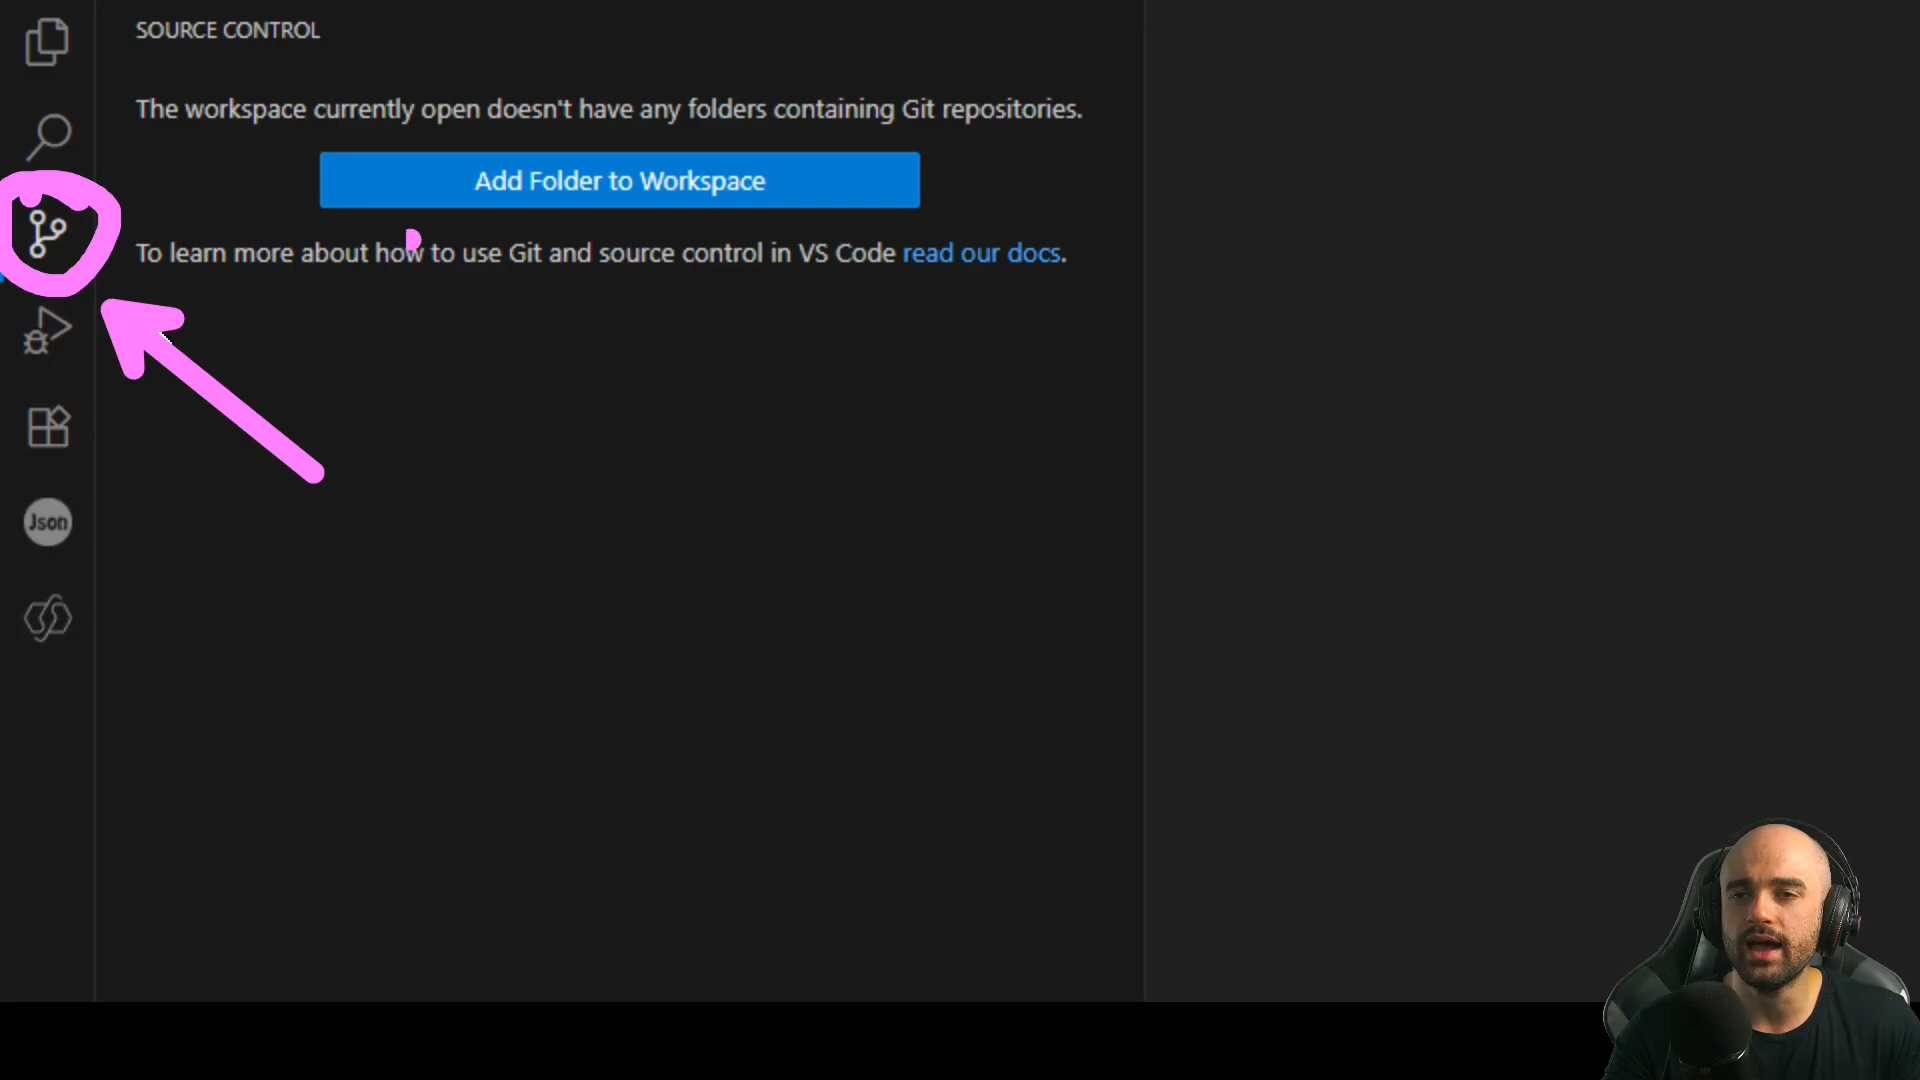 SOURCE CONTROL
The workspace currently open doesn't have any folders containing Git repositories.
Add Folder to Workspace
To learn more about how to use Git and source control in VS Code read our docs.
Json